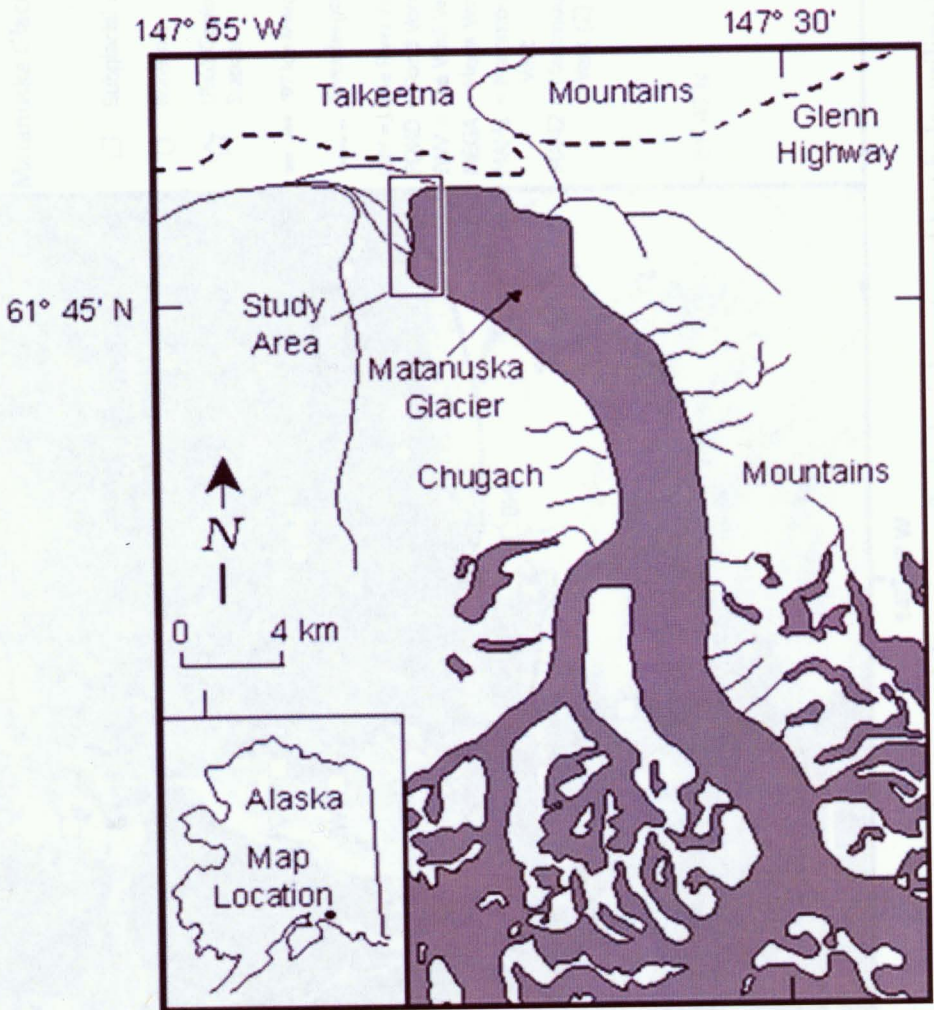 147° 55' W
147° 30'
Talkeetna
Mountains
Glenn
Highway
61° 45' N
Study
Area
Matanuska
Glacier
Chugach
Mountains
N
0
4 km
Alaska
Map
Location